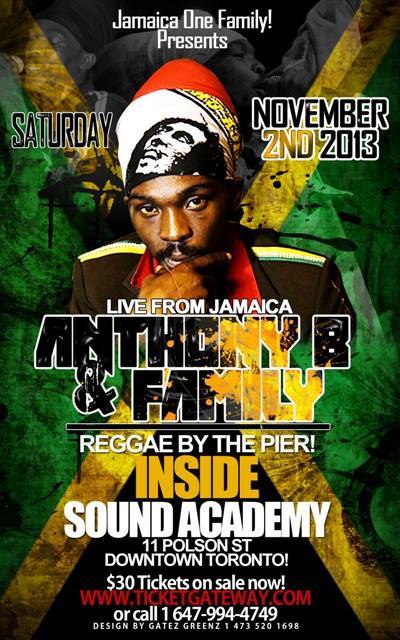 Jamaica One Family!
Presents
SATURDAY
NOVEMBER
2ND 2013
LIVE FROM JAMAICA
ANTHONY B
& FAMILY
REGGAE BY THE PIER!
INSIDE
SOUND ACADEMY
11 POLSON ST
DOWNTOWN TORONTO!
$30 Tickets on sale now!
WWW.TICKETGATEWAY.COM
or call 1 647-994-4749
DESIGN BY GATEZ GREENZ 1 473 520 1698